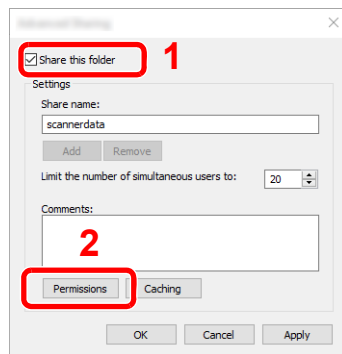 Share this folder
1
Settings
Share name:
scannerdata
Add Remove
Limit the number of simultaneous users to: 20
Comments:
2
Permissions Caching
OK Cancel Apply